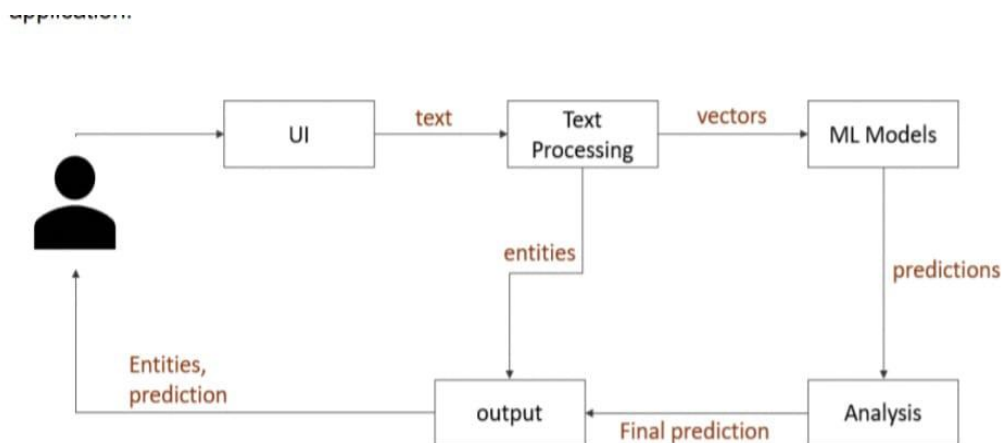 text
vectors
UI
Text
Processing
ML Models
entities
predictions
Entities,
prediction
output
Analysis
Final prediction